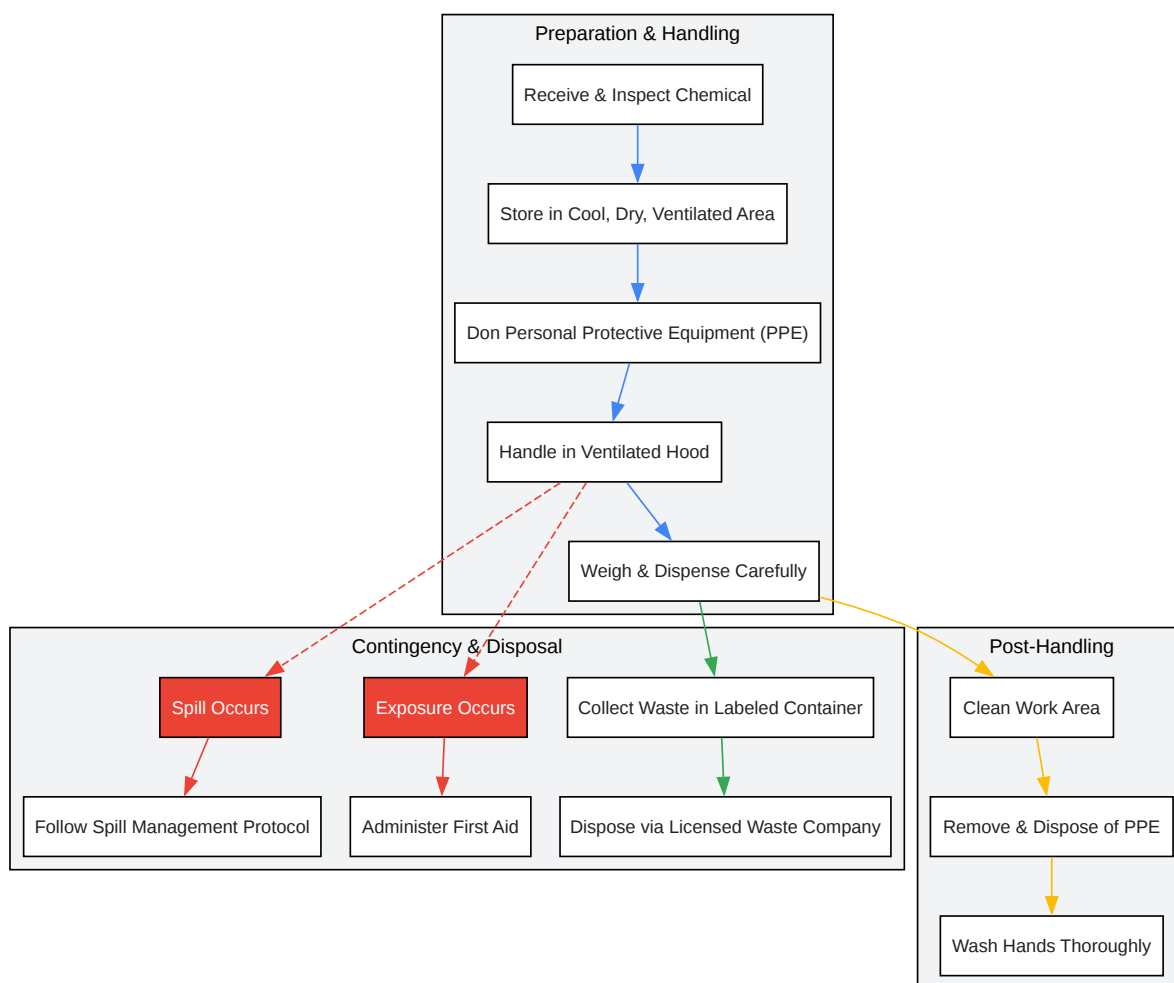 Preparation & Handling
Receive & Inspect Chemical
Store in Cool, Dry, Ventilated Area
Don Personal Protective Equipment (PPE)
Handle in Ventilated Hood
Weigh & Dispense Carefully
Contingency & Disposal
Spill Occurs
Exposure Occurs
Collect Waste in Labeled Container
Follow Spill Management Protocol
Administer First Aid
Dispose via Licensed Waste Company
Post-Handling
Clean Work Area
Remove & Dispose of PPE
Wash Hands Thoroughly